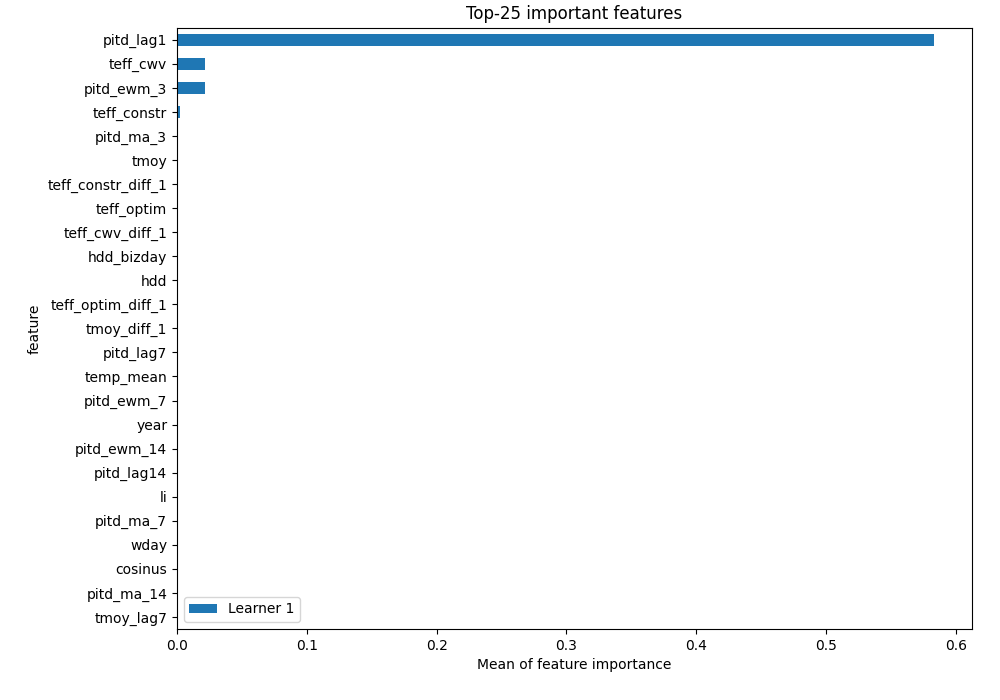 Top-25 important features
pitd_lag1
teff_cwv
pitd_ewm_3
teff_constr
pitd_ma_3
tmoy
teff_constr_diff_1
teff_optim
teff_cwv_diff_1
hdd_bizday
hdd
teff_optim_diff_1
tmoy_diff_1
pitd_lag7
temp_mean
pitd_ewm_7
year
pitd_ewm_14
pitd_lag14
li
pitd_ma_7
wday
cosinus
pitd_ma_14
tmoy_lag7
feature
Learner 1
0.0 0.1 0.2 0.3 0.4 0.5 0.6
Mean of feature importance